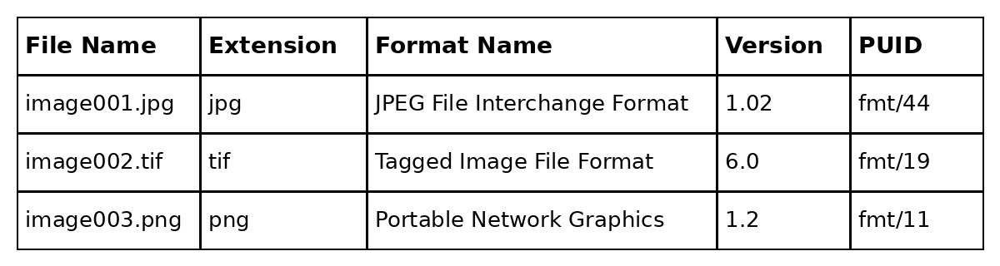 File Name Extension Format Name Version PUID
image001.jpg jpg JPEG File Interchange Format 1.02 fmt/44
image002.tif tif Tagged Image File Format 6.0 fmt/19
image003.png png Portable Network Graphics 1.2 fmt/11